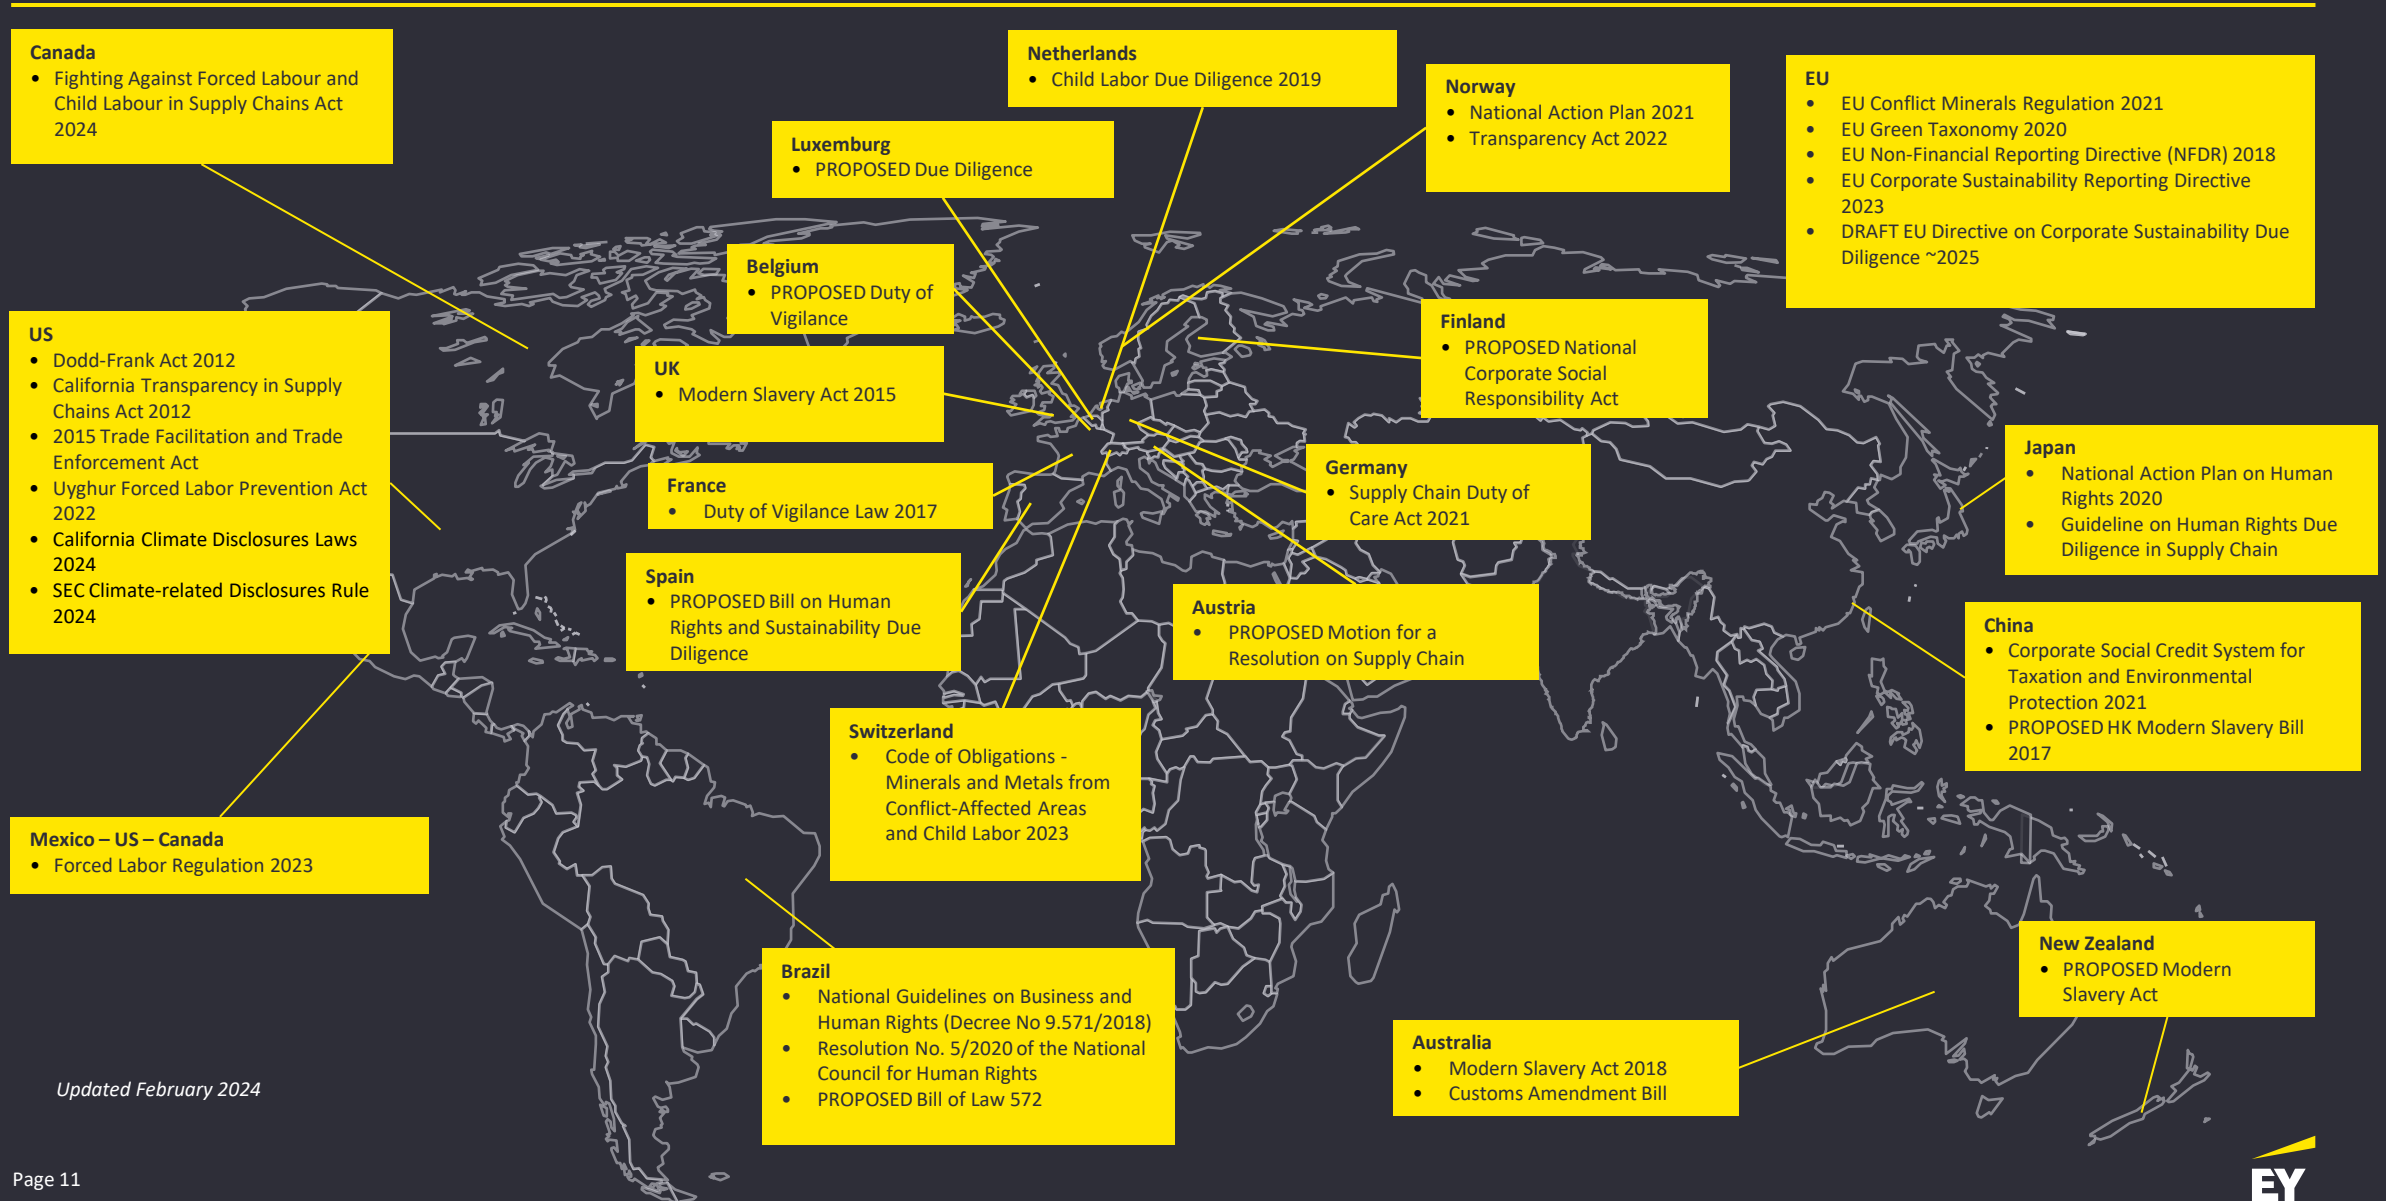 Canada
• Fighting Against Forced Labour and
Child Labour in Supply Chains Act
2024
Netherlands
• Child Labor Due Diligence 2019
Norway
• National Action Plan 2021
• Transparency Act 2022
EU
• EU Conflict Minerals Regulation 2021
• EU Green Taxonomy 2020
• EU Non-Financial Reporting Directive (NFDR) 2018
• EU Corporate Sustainability Reporting Directive
2023
• DRAFT EU Directive on Corporate Sustainability Due
Diligence ~2025
Luxemburg
• PROPOSED Due Diligence
Belgium
• PROPOSED Duty of
Vigilance
US
• Dodd-Frank Act 2012
• California Transparency in Supply
Chains Act 2012
• 2015 Trade Facilitation and Trade
Enforcement Act
• Uyghur Forced Labor Prevention Act
2022
• California Climate Disclosures Laws
2024
• SEC Climate-related Disclosures Rule
2024
UK
• Modern Slavery Act 2015
Finland
• PROPOSED National
Corporate Social
Responsibility Act
France
• Duty of Vigilance Law 2017
Germany
• Supply Chain Duty of
Care Act 2021
Japan
• National Action Plan on Human
Rights 2020
• Guideline on Human Rights Due
Diligence in Supply Chain
Spain
• PROPOSED Bill on Human
Rights and Sustainability Due
Diligence
Austria
• PROPOSED Motion for a
Resolution on Supply Chain
China
• Corporate Social Credit System for
Taxation and Environmental
Protection 2021
• PROPOSED HK Modern Slavery Bill
2017
Switzerland
• Code of Obligations -
Minerals and Metals from
Conflict-Affected Areas
and Child Labor 2023
Mexico – US – Canada
• Forced Labor Regulation 2023
Brazil
• National Guidelines on Business and
Human Rights (Decree No 9.571/2018)
• Resolution No. 5/2020 of the National
Council for Human Rights
• PROPOSED Bill of Law 572
New Zealand
• PROPOSED Modern
Slavery Act
Australia
• Modern Slavery Act 2018
• Customs Amendment Bill
Updated February 2024
Page 11
EY